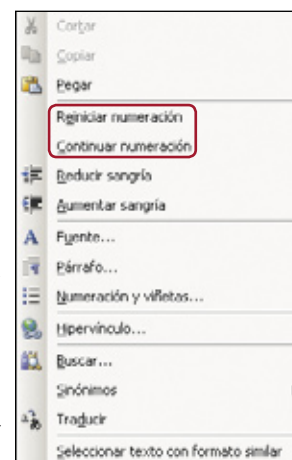 Cortar
Copiar
Pegar
Reiniciar numeración
Continuar numeración
Reducir sangría
Aumentar sangría
Fuente...
Párrafo...
Numeración y viñetas...
Hipervínculo...
Buscar...
Sinónimos
Traducir
Seleccionar texto con formato similar